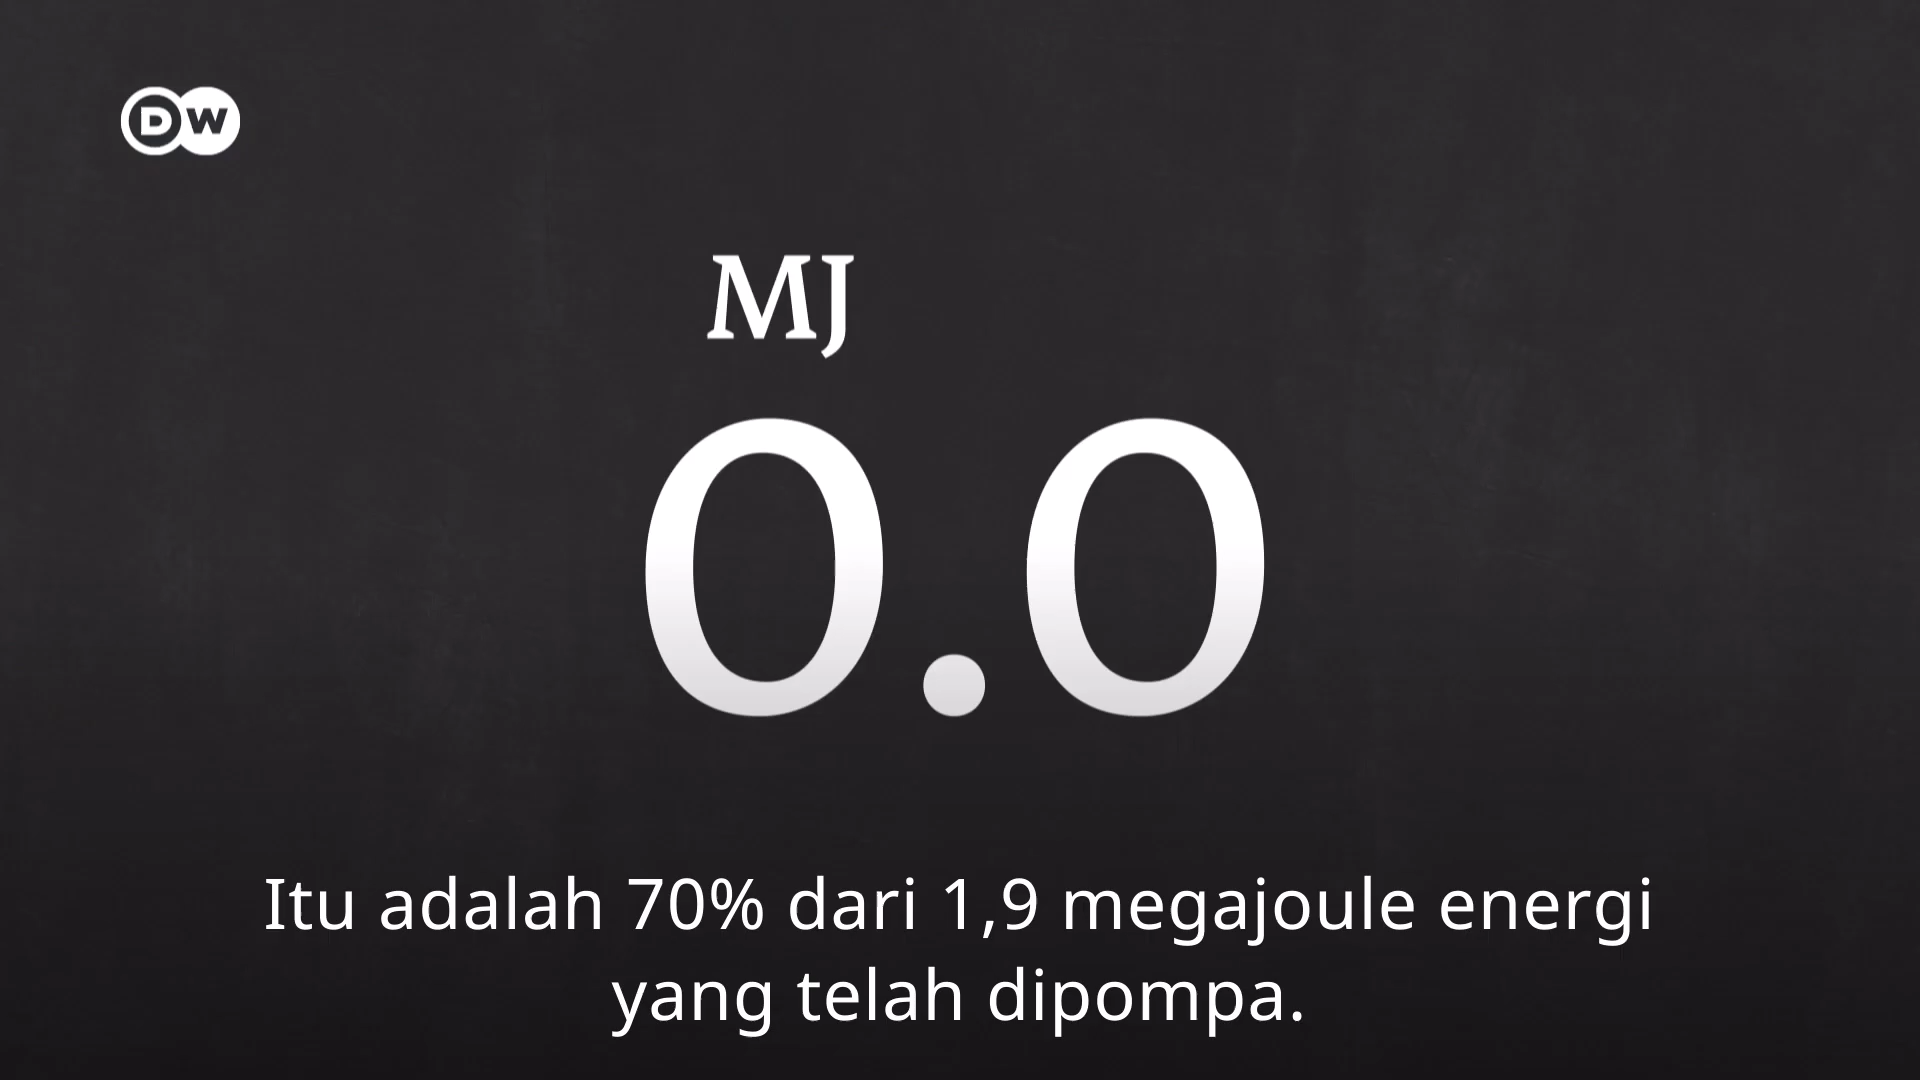 DW
MJ
0.0
Itu adalah 70% dari 1,9 megajoule energi
yang telah dipompa.